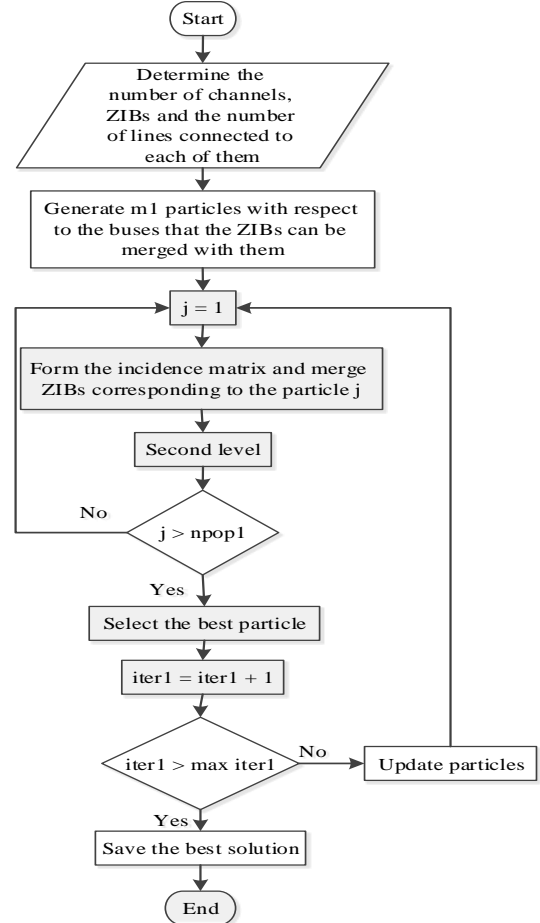 Start
Determine the
number of channels,
ZIBs and the number
of lines connected to
each of them
Generate m1 particles with respect
to the buses that the ZIBs can be
merged with them
j = 1
Form the incidence matrix and merge
ZIBs corresponding to the particle j
Second level
No
j > npop1
Yes
Select the best particle
iter1 = iter1 + 1
iter1 > max iter1
No
Update particles
Yes
Save the best solution
End